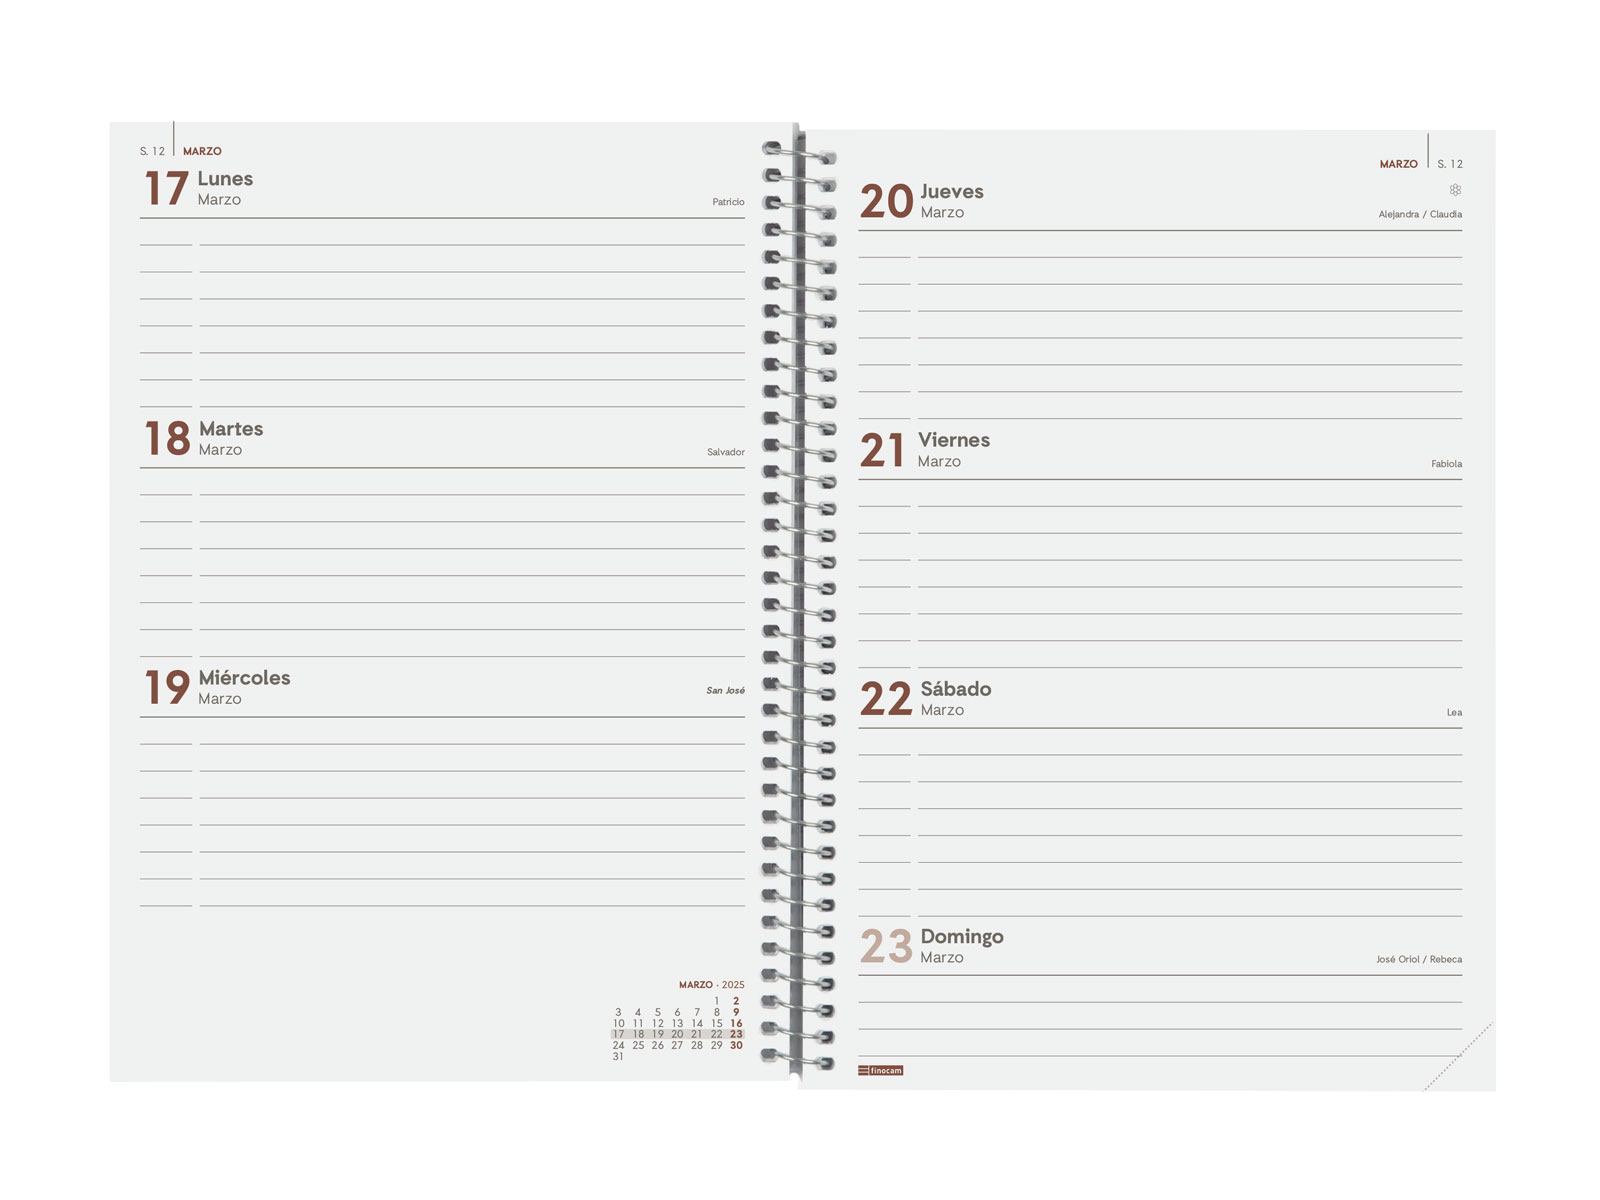 S. 12 MARZO
17 Lunes
Marzo
Patricio
18 Martes
Marzo
Salvador
19 Miércoles
Marzo
San José
MARZO · 2025
1 2
3 4 5 6 7 8 9
10 11 12 13 14 15 16
17 18 19 20 21 22 23
24 25 26 27 28 29 30
31
MARZO S. 12
20 Jueves
Marzo
Alejandra / Claudia
21 Viernes
Marzo
Fabiola
22 Sábado
Marzo
Lea
23 Domingo
Marzo
José Oriol / Rebeca
finocam